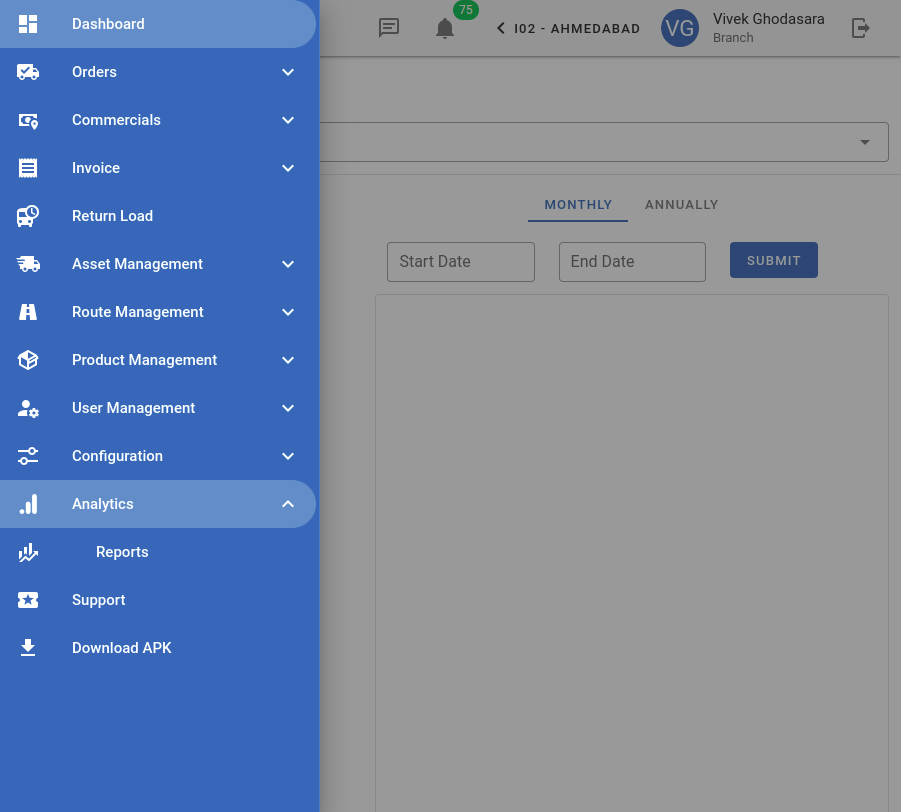 Dashboard
Orders
Commercials
Invoice
Return Load
Asset Management
Route Management
Product Management
User Management
Configuration
Analytics
Reports
Support
Download APK
75
I02 - AHMEDABAD
VG
Vivek Ghodasara
Branch
MONTHLY
ANNUALLY
Start Date
End Date
SUBMIT